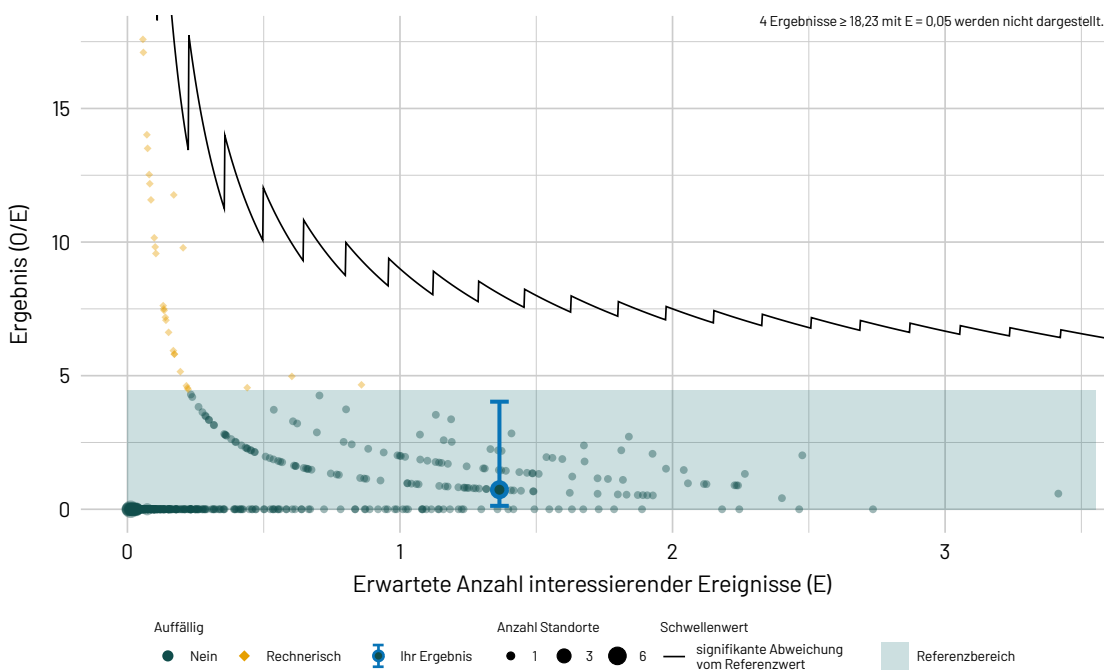 4 Ergebnisse ≥ 18,23 mit E = 0,05 werden nicht dargestellt.
Ergebnis (O/E)
15
10
5
0
0 1 2 3
Erwartete Anzahl interessierender Ereignisse (E)
Auffällig Anzahl Standorte Schwellenwert
Nein Rechnerisch Ihr Ergebnis 1 3 6 signifikante Abweichung
vom Referenzwert Referenzbereich